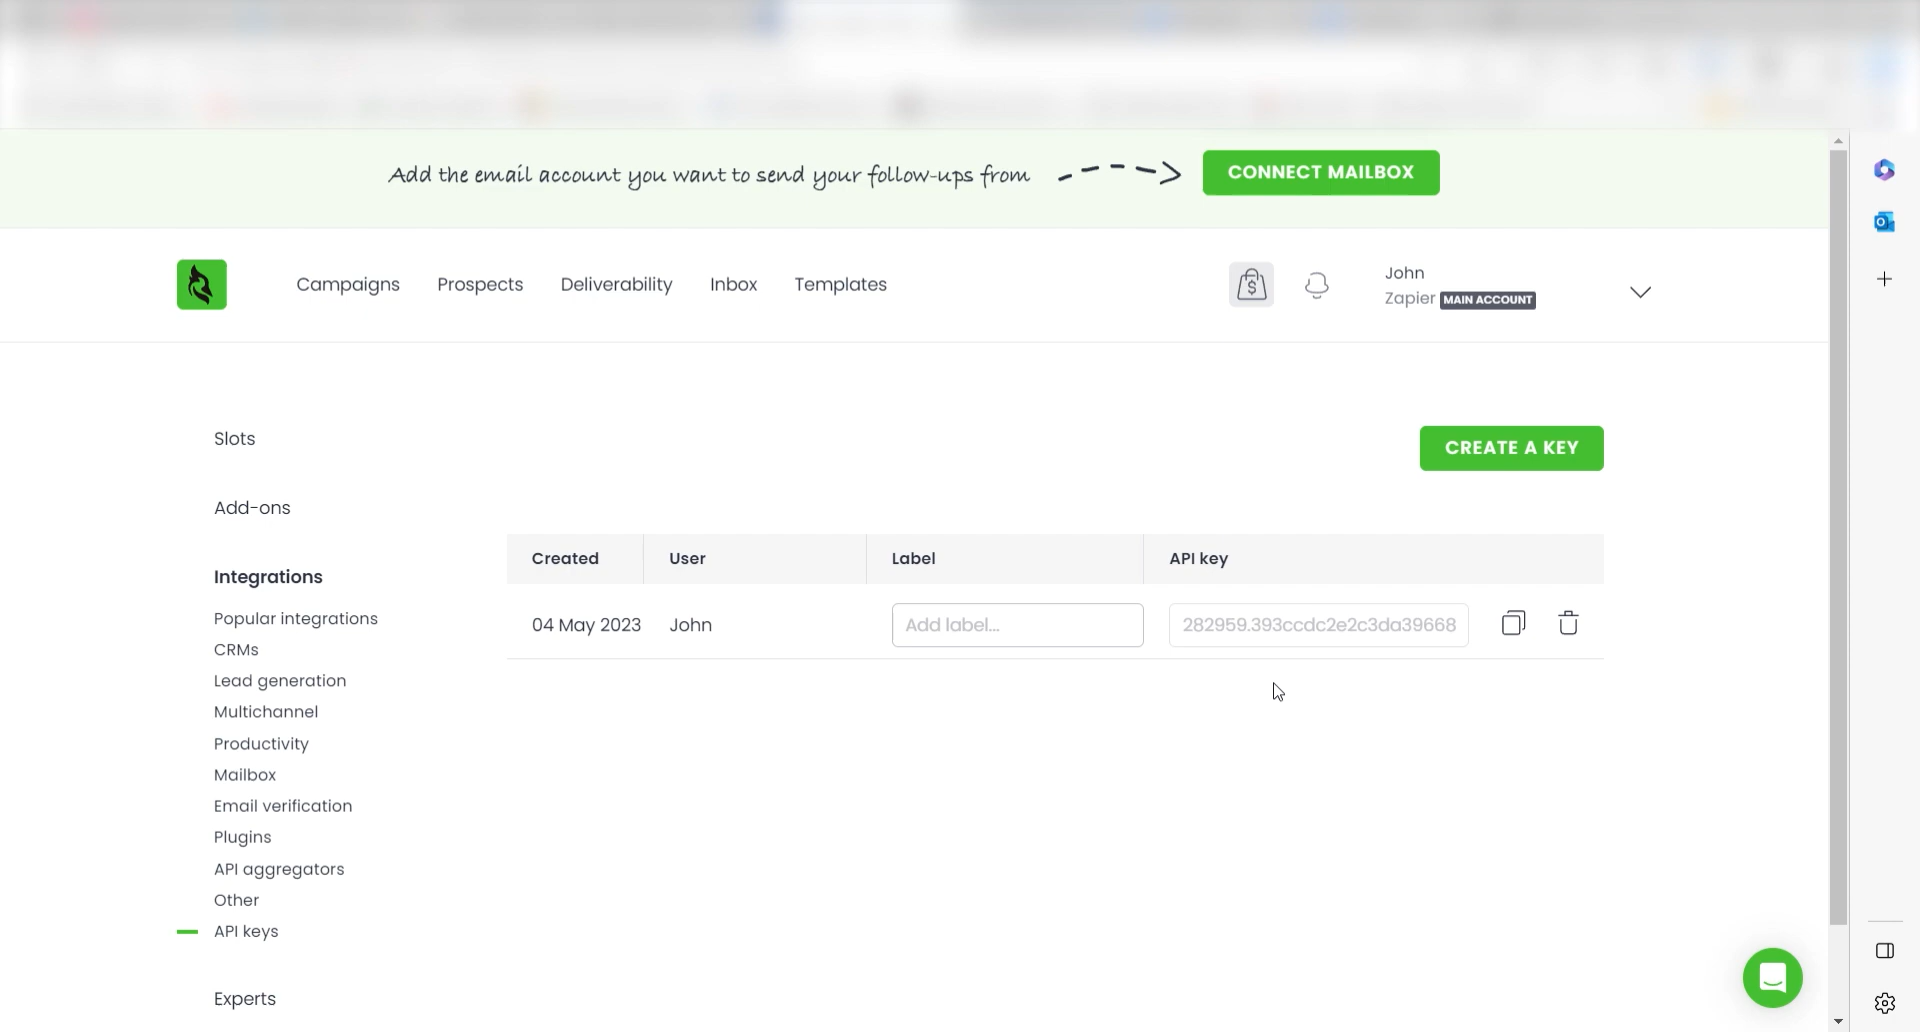 Add the email account you want to send your follow-ups from
CONNECT MAILBOX
Campaigns Prospects Deliverability Inbox Templates
John
Zapier MAIN ACCOUNT
Slots
CREATE A KEY
Add-ons
Created User Label API key
Integrations
Popular integrations
04 May 2023 John Add label... 282959.393ccdc2e2c3da39668
CRMs
Lead generation
Multichannel
Productivity
Mailbox
Email verification
Plugins
API aggregators
Other
API keys
Experts